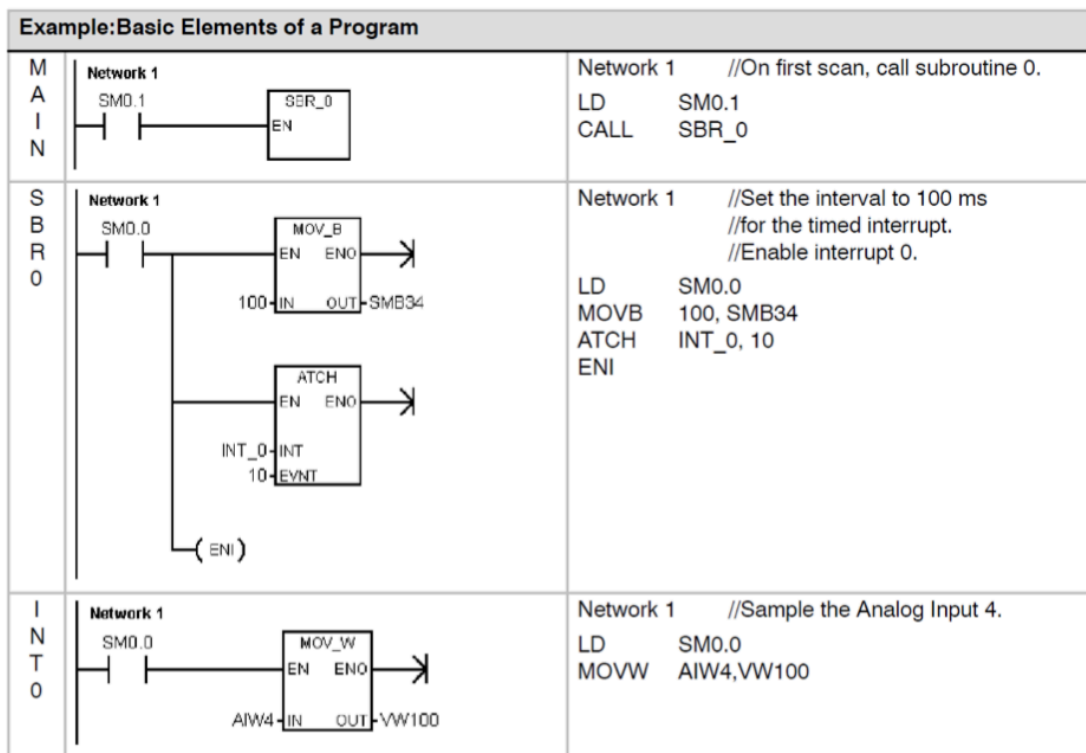 Example:Basic Elements of a Program
M
A
I
N
Network 1
SM0.1
SBR_0
EN
Network 1 //On first scan, call subroutine 0.
LD SM0.1
CALL SBR_0
S
B
R
0
Network 1
SM0.0
MOV_B
EN ENO
100 IN OUT SMB34
ATCH
EN ENO
INT_0 INT
10 EVNT
( ENI )
Network 1 //Set the interval to 100 ms
//for the timed interrupt.
//Enable interrupt 0.
LD SM0.0
MOVB 100, SMB34
ATCH INT_0, 10
ENI
I
N
T
0
Network 1
SM0.0
MOV_W
EN ENO
AIW4 IN OUT VW100
Network 1 //Sample the Analog Input 4.
LD SM0.0
MOVW AIW4,VW100